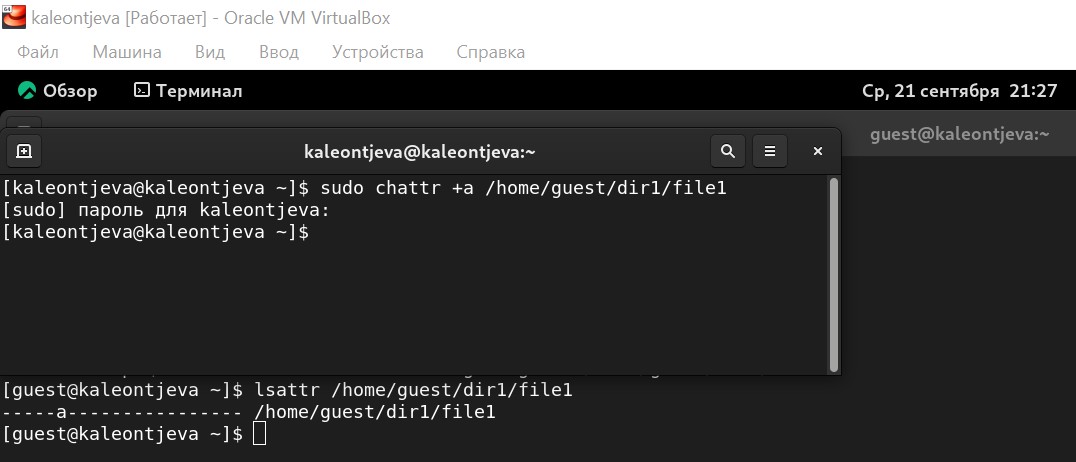 64
kaleontjeva [Работает] - Oracle VM VirtualBox
Файл Машина Вид Ввод Устройства Справка
Обзор Терминал Ср, 21 сентября 21:27
guest@kaleontjeva:~
kaleontjeva@kaleontjeva:~
[kaleontjeva@kaleontjeva ~]$ sudo chattr +a /home/guest/dir1/file1
[sudo] пароль для kaleontjeva:
[kaleontjeva@kaleontjeva ~]$
[guest@kaleontjeva ~]$ lsattr /home/guest/dir1/file1
-----a---------------- /home/guest/dir1/file1
[guest@kaleontjeva ~]$